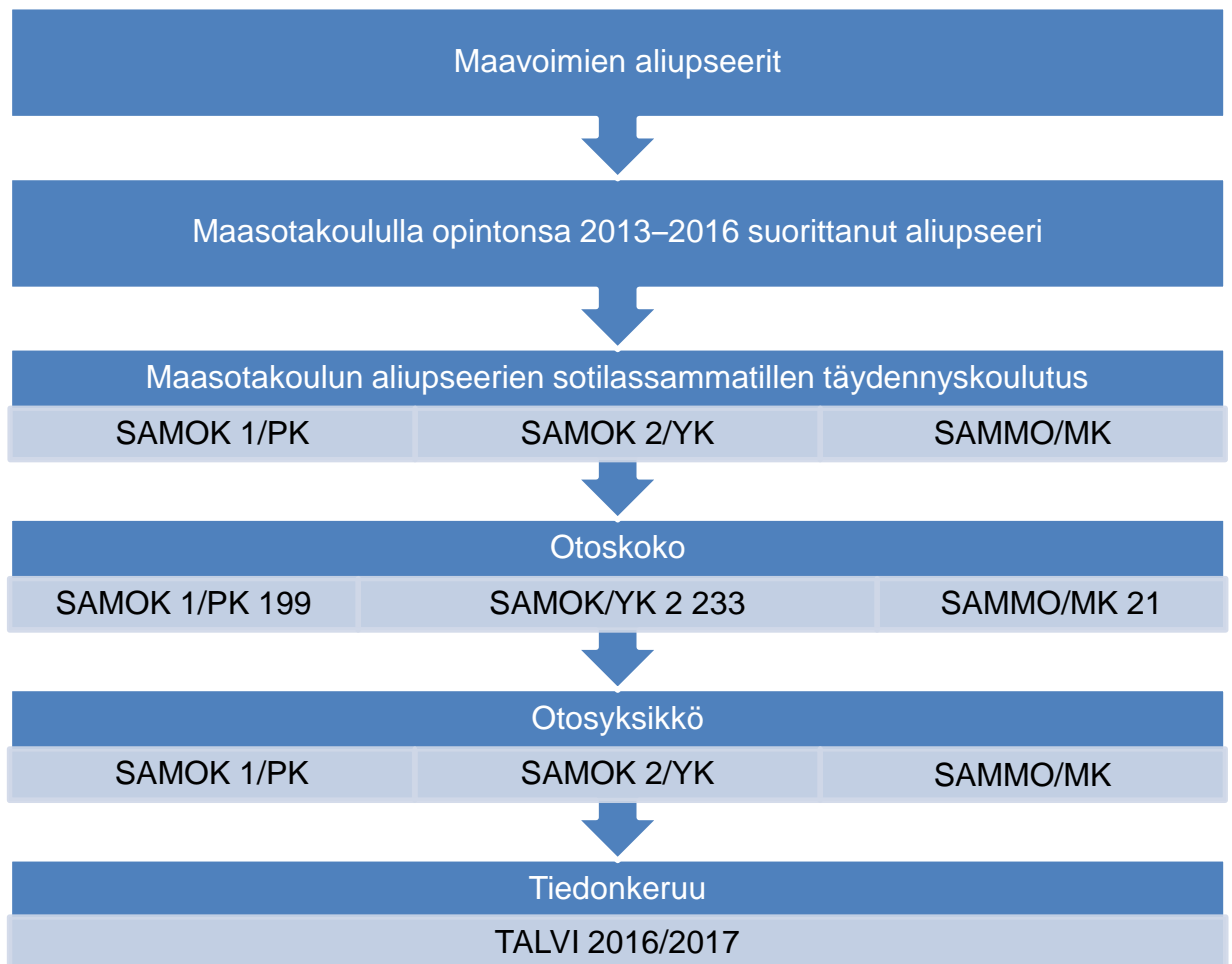 Maavoimien aliupseerit
Maasotakoululla opintonsa 2013–2016 suorittanut aliupseeri
Maasotakoulun aliupseerien sotilassammatillen täydennyskoulutus
SAMOK 1/PK SAMOK 2/YK SAMMO/MK
Otoskoko
SAMOK 1/PK 199 SAMOK/YK 2 233 SAMMO/MK 21
Otosyksikkö
SAMOK 1/PK SAMOK 2/YK SAMMO/MK
Tiedonkeruu
TALVI 2016/2017